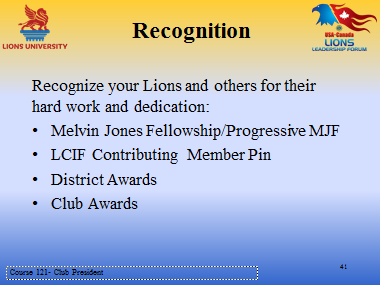 LIONS UNIVERSITY
Recognition
USA-Canada
LIONS
LEADERSHIP FORUM
Recognize your Lions and others for their
hard work and dedication:
• Melvin Jones Fellowship/Progressive MJF
• LCIF Contributing Member Pin
• District Awards
• Club Awards
Course 121- Club President
41